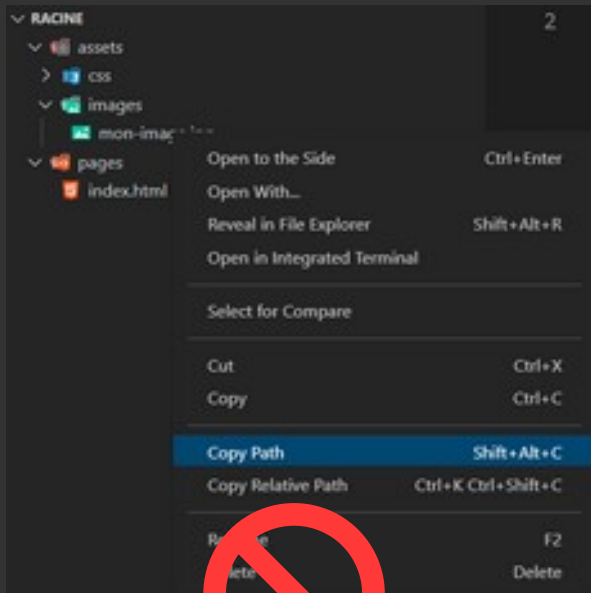 RACINE
2
assets
css
images
pages
index.html
Open to the Side Ctrl+Enter
Open With...
Reveal in File Explorer Shift+Alt+R
Open in Integrated Terminal
Select for Compare
Cut Ctrl+X
Copy Ctrl+C
Copy Path Shift+Alt+C
Copy Relative Path Ctrl+K Ctrl+Shift+C
F2
Delete